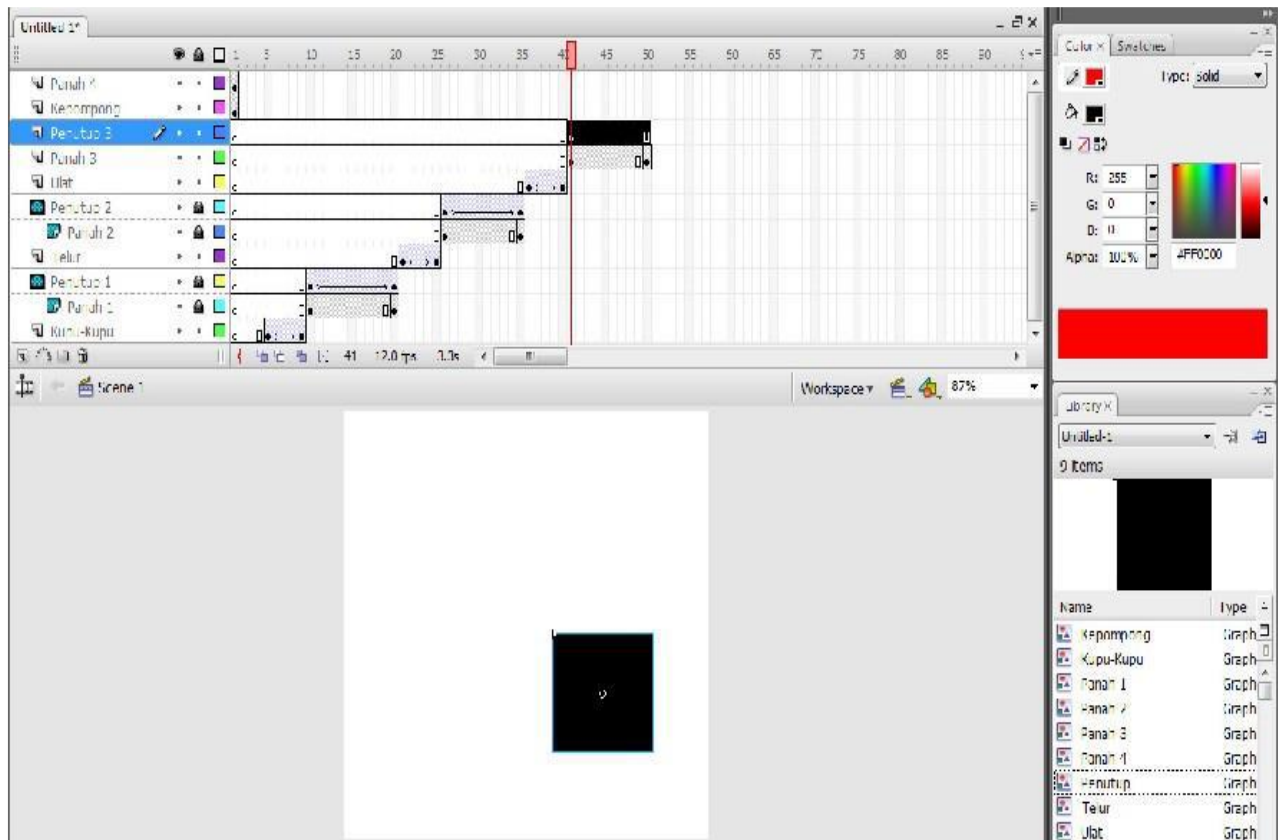 Untitled 1*
5 10 15 20 25 30 35 40 45 50 55 60 65 70 75 80 85 90
Panah 4
Kepompong
Penutup 3
Panah 3
Ulat
Penutup 2
Panah 2
Telur
Penutup 1
Panah 1
Kupu-Kupu
41 12.0 fps 3.3s
Scene 1
Workspace 87%
Color Swatches
Type: Solid
R: 255
G: 0
B: 0
Alpha: 100% #FF0000
Library
Untitled-1
9 items
Name Type
Kepompong Graph
Kupu-Kupu Graph
Panah 1 Graph
Panah 2 Graph
Panah 3 Graph
Panah 4 Graph
Penutup Graph
Telur Graph
Ulat Graph